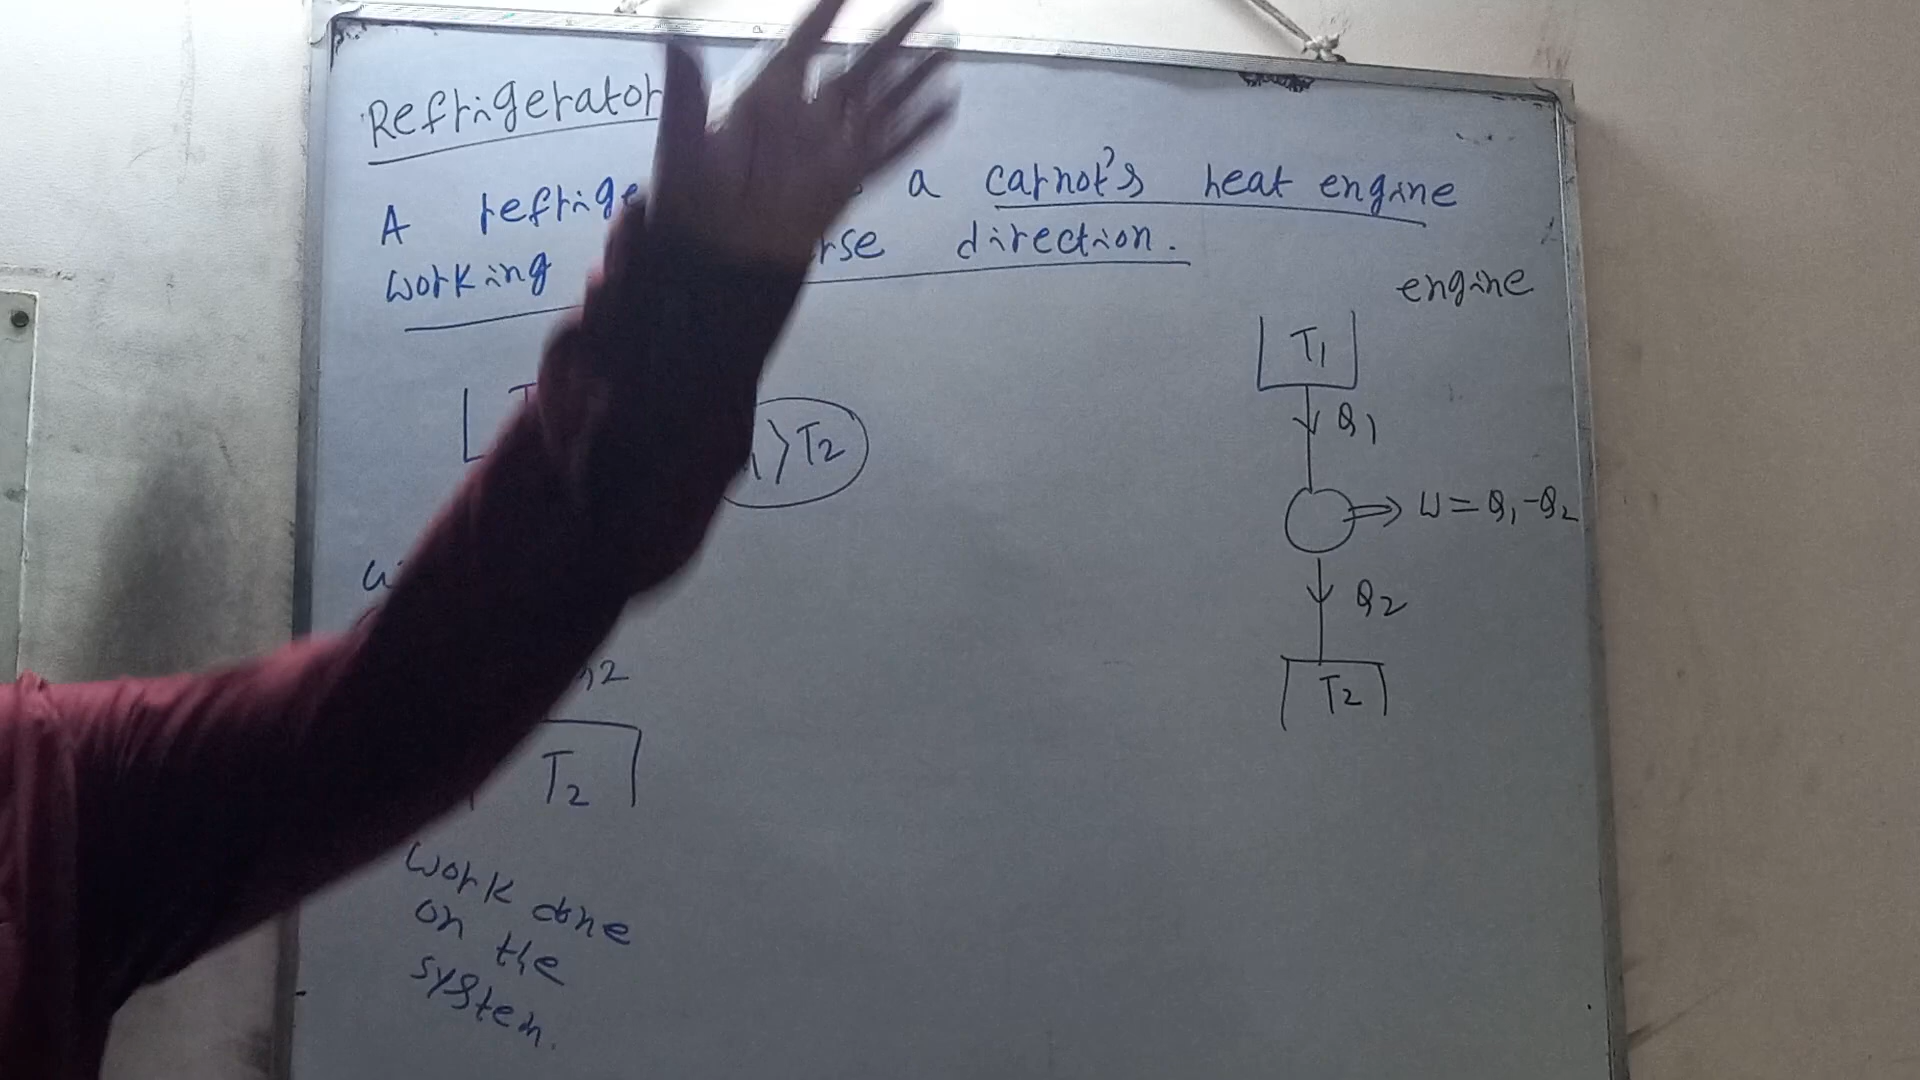 Refrigerator
A refrige a carnot's heat engine
working rse direction.
engine
T1
Q1
T1 > T2
W = Q1 - Q2
Q2
T2
T2
work done
on the
system.